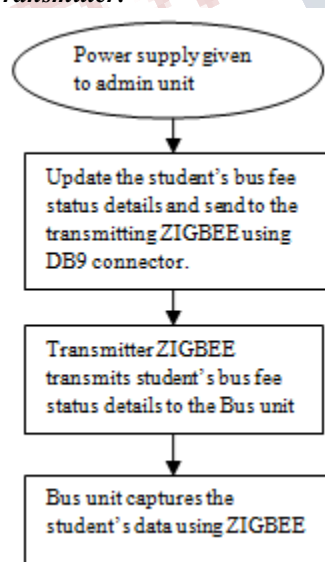 Transmitter:
Power supply given
to admin unit
Update the student's bus fee
status details and send to the
transmitting ZIGBEE using
DB9 connector.
Transmitter ZIGBEE
transmits student's bus fee
status details to the Bus unit
Bus unit captures the
student's data using ZIGBEE